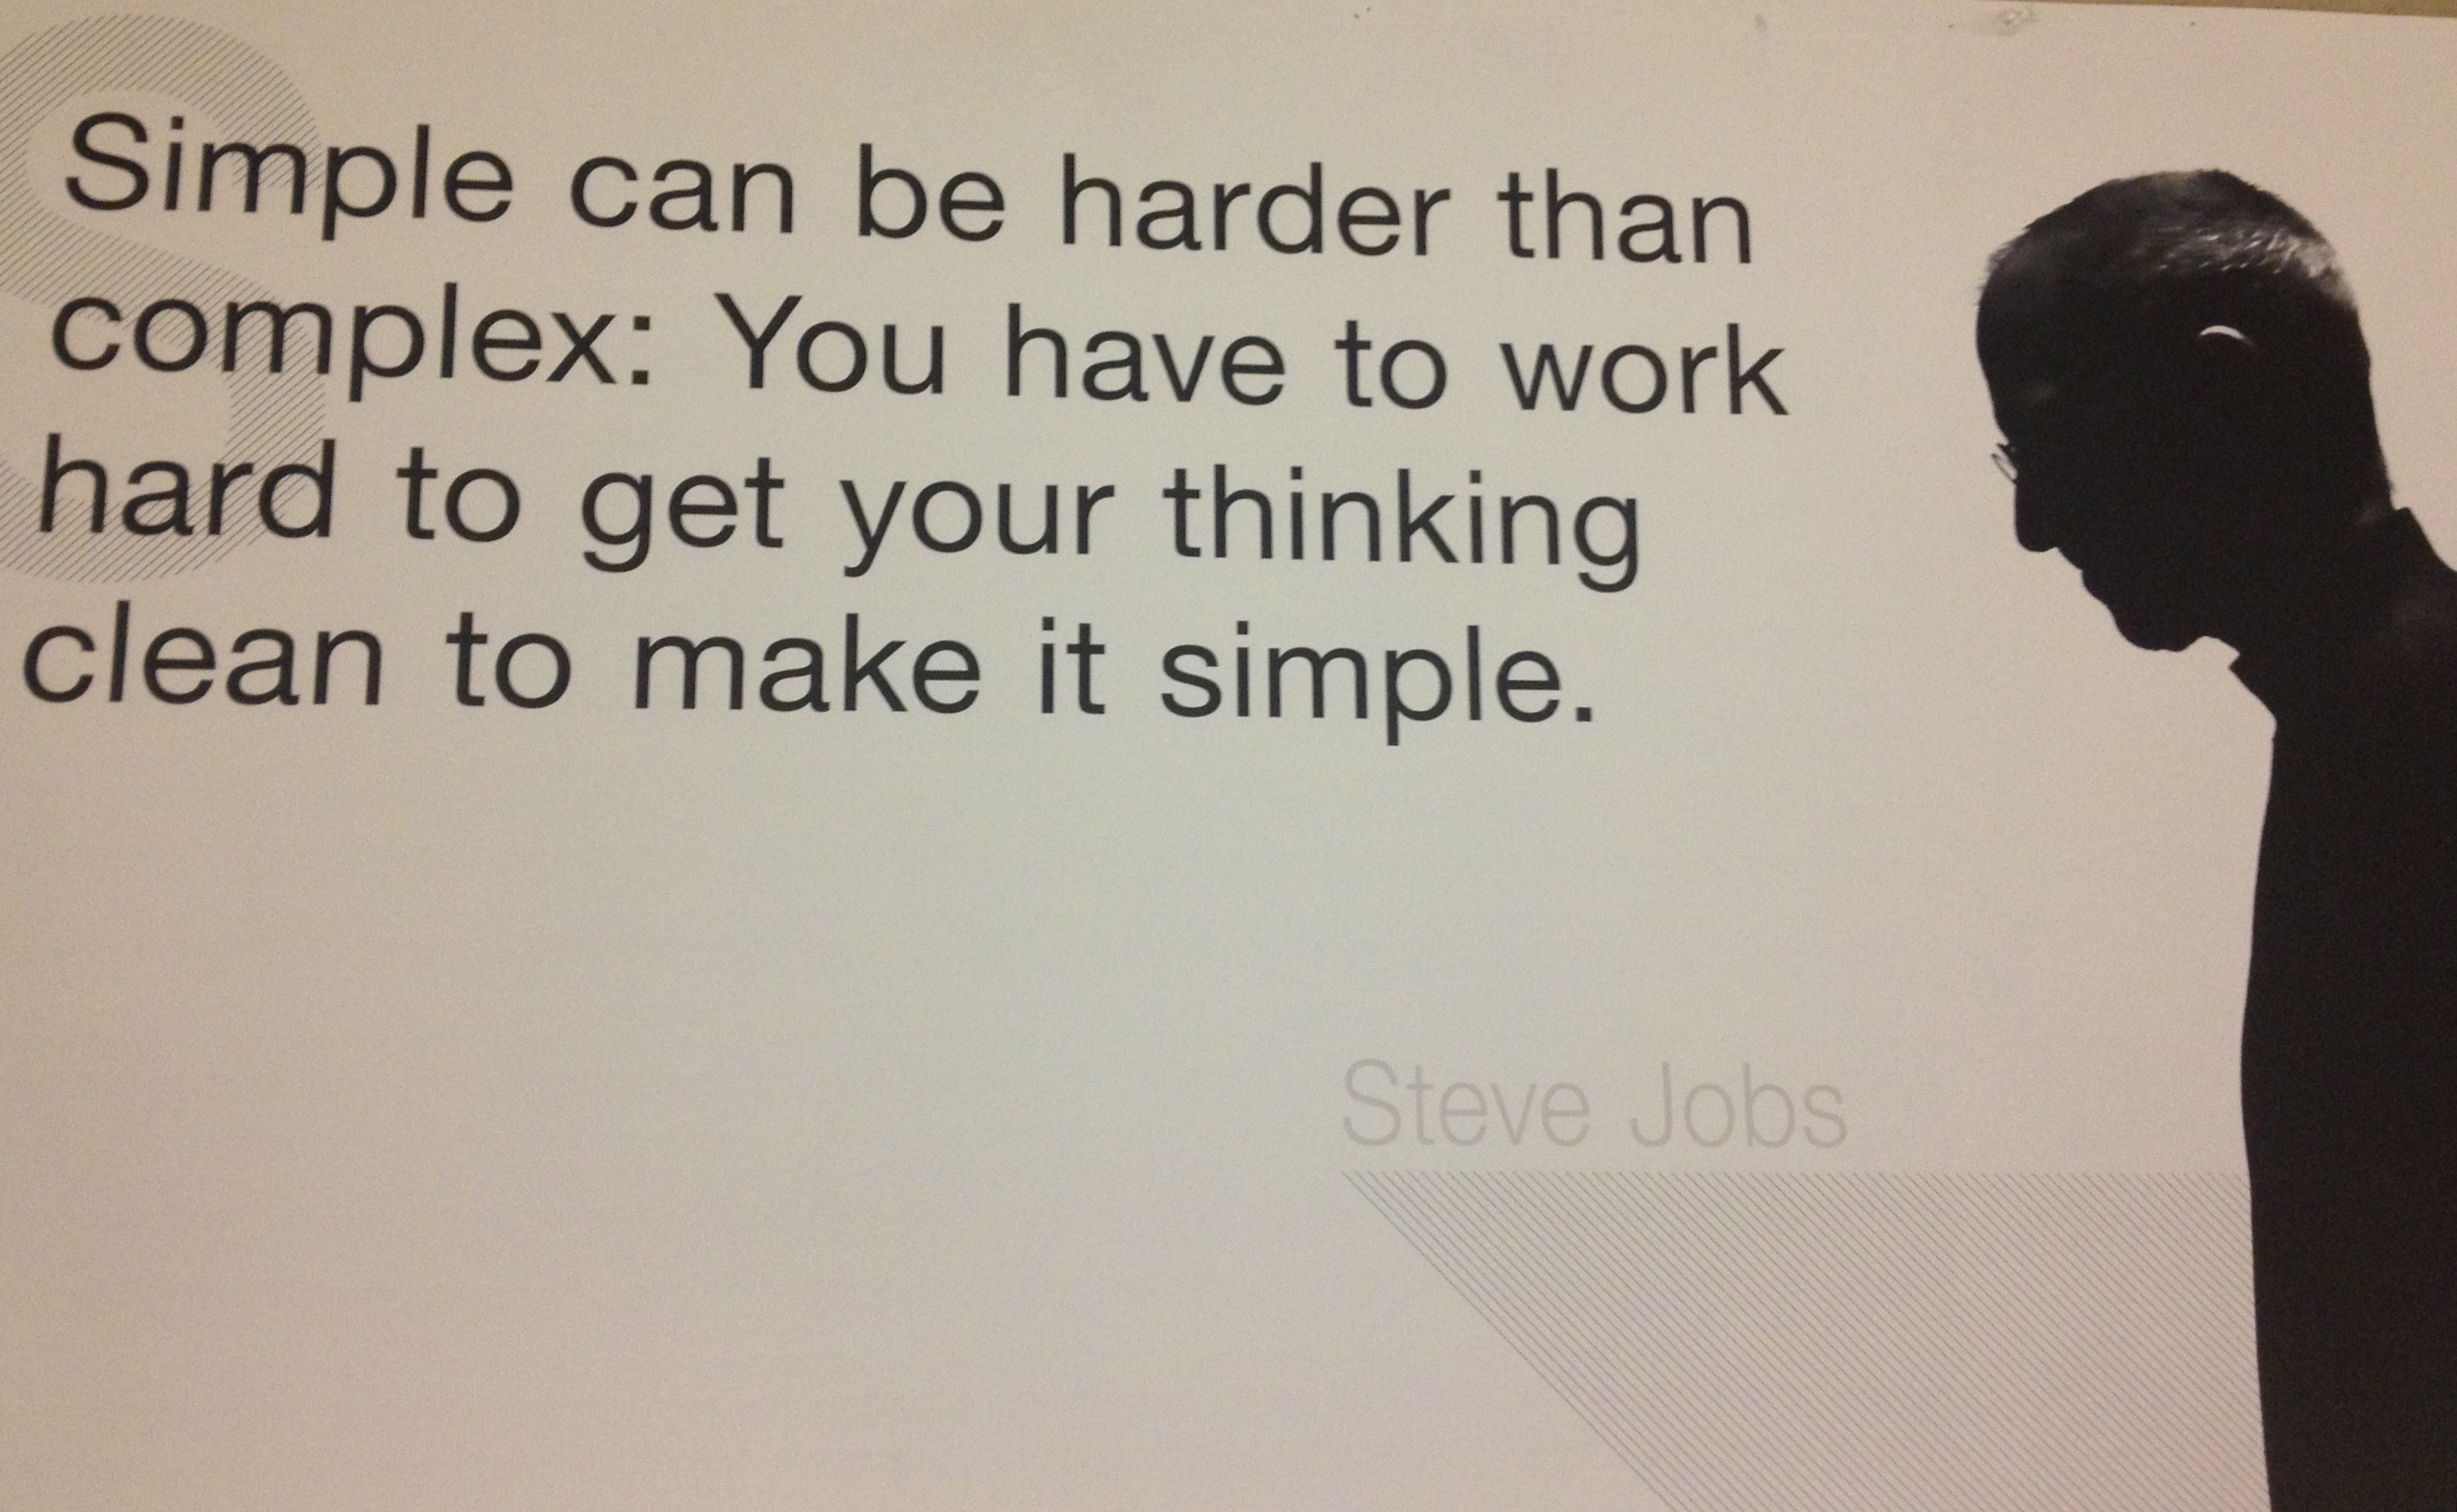 Simple can be harder than
complex: You have to work
hard to get your thinking
clean to make it simple.
Steve Jobs